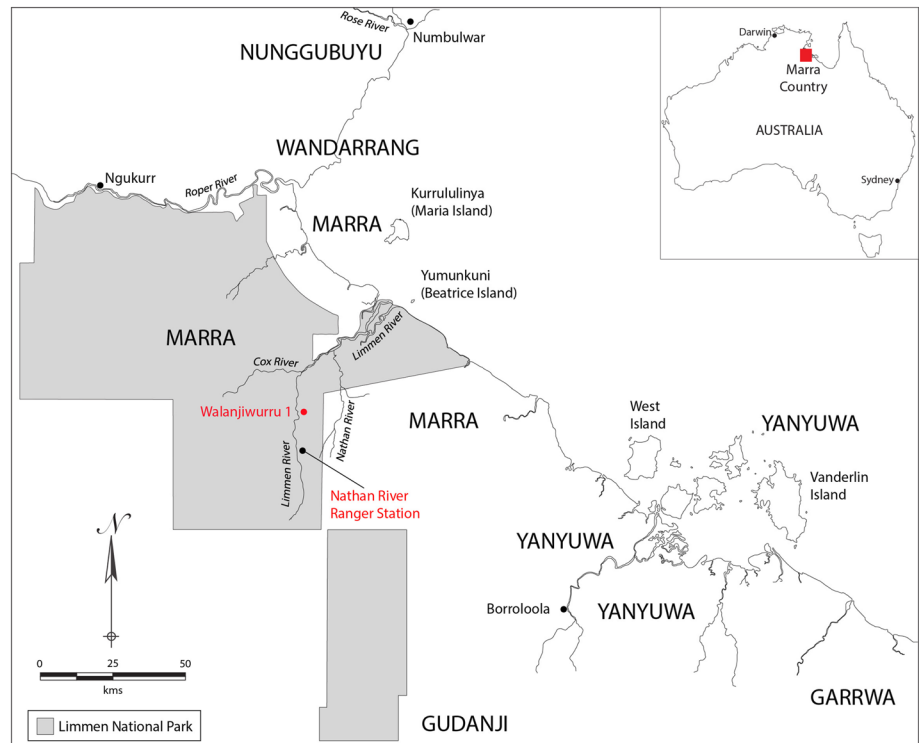 Rose River
Numbulwar
NUNGGUBUYU
WANDARRANG
Ngukurr
Roper River
Kurrululinya
(Maria Island)
MARRA
Yumunkuni
(Beatrice Island)
MARRA
Limmen River
Cox River
Walanjiwurru 1
Nathan River
Limmen River
Nathan River
Ranger Station
MARRA
West
Island
YANYUWA
Vanderlin
Island
YANYUWA
Borroloola
YANYUWA
GARRWA
GUDANJI
N
0 25 50
kms
Limmen National Park
Darwin
Marra
Country
AUSTRALIA
Sydney